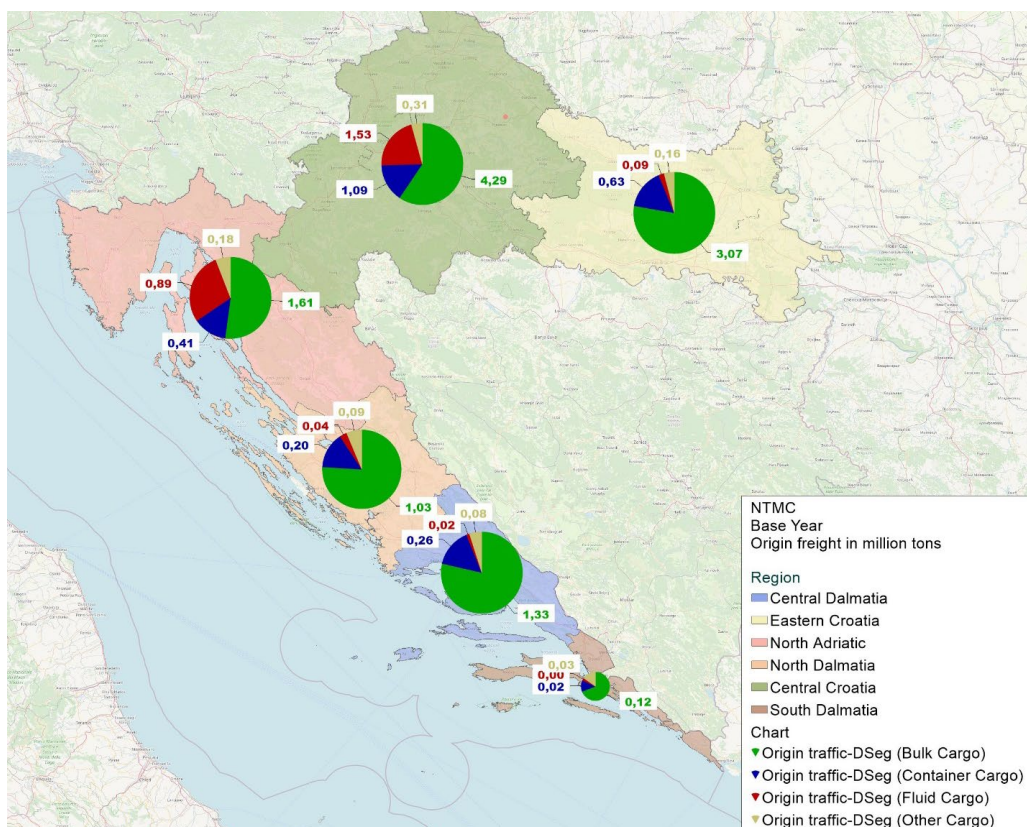 0,31
1,53
1,09
4,29
0,16
0,09
0,63
3,07
0,18
0,89
1,61
0,41
0,09
0,04
0,20
1,03
0,08
0,02
0,26
1,33
0,03
0,00
0,02
0,12
NTMC
Base Year
Origin freight in million tons
Region
Central Dalmatia
Eastern Croatia
North Adriatic
North Dalmatia
Central Croatia
South Dalmatia
Chart
Origin traffic-DSeg (Bulk Cargo)
Origin traffic-DSeg (Container Cargo)
Origin traffic-DSeg (Fluid Cargo)
Origin traffic-DSeg (Other Cargo)